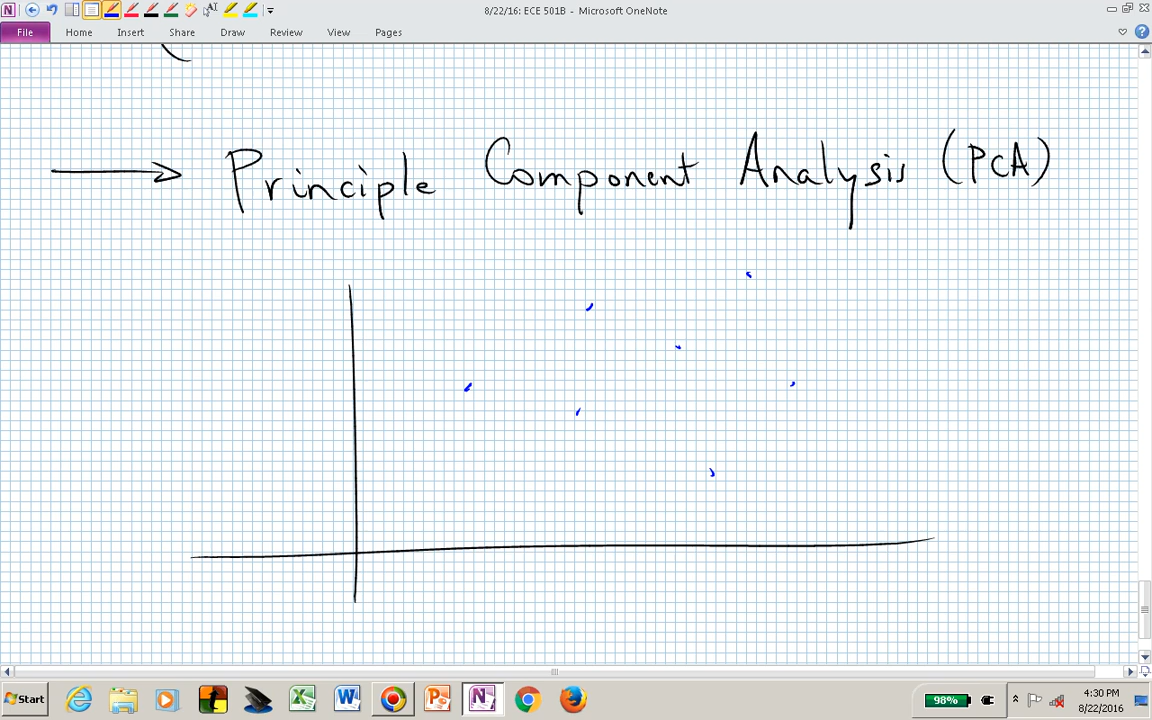 8/22/16: ECE 501B - Microsoft OneNote
File Home Insert Share Draw Review View Pages
Principle Component Analysis (PCA)
Start
98%
4:30 PM
8/22/2016